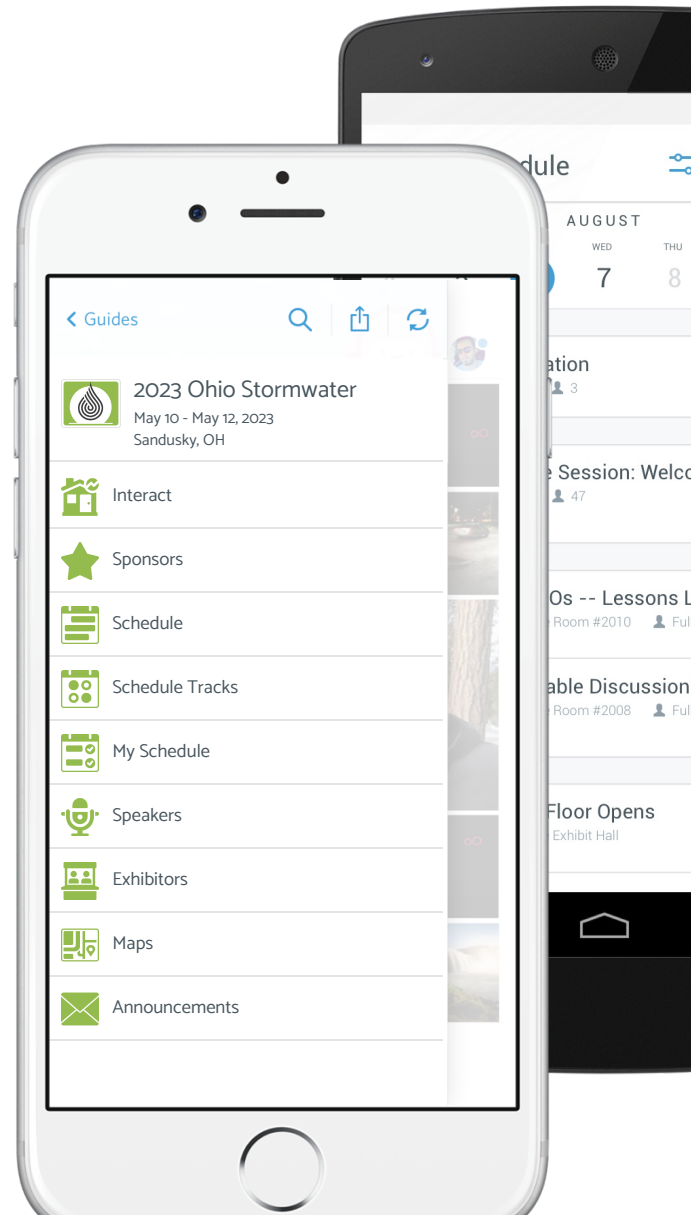 Guides
2023 Ohio Stormwater
May 10 - May 12, 2023
Sandusky, OH
Interact
Sponsors
Schedule
Schedule Tracks
My Schedule
Speakers
Exhibitors
Maps
Announcements
dule
AUGUST
WED THU
7 8
ation
3
Session: Welco
47
Os -- Lessons L
Room #2010 Ful
able Discussion
Room #2008 Ful
Floor Opens
Exhibit Hall